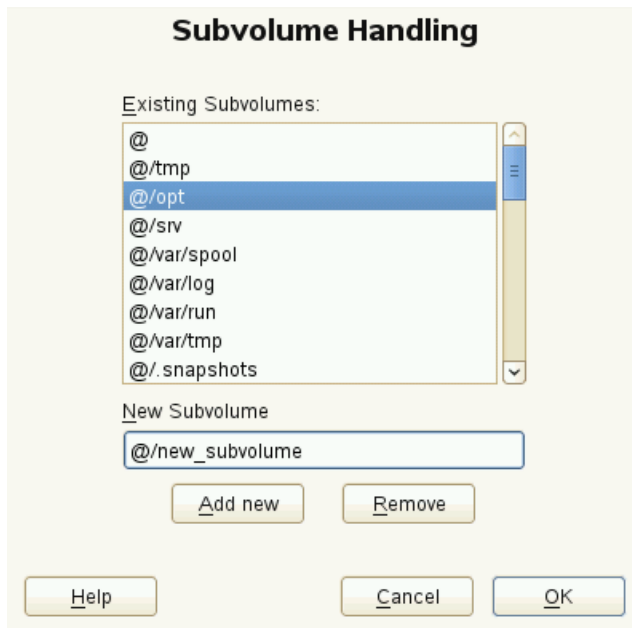 Subvolume Handling
Existing Subvolumes:
@
@/tmp
@/opt
@/srv
@/var/spool
@/var/log
@/var/run
@/var/tmp
@/.snapshots
New Subvolume
@/new_subvolume
Add new Remove
Help Cancel OK